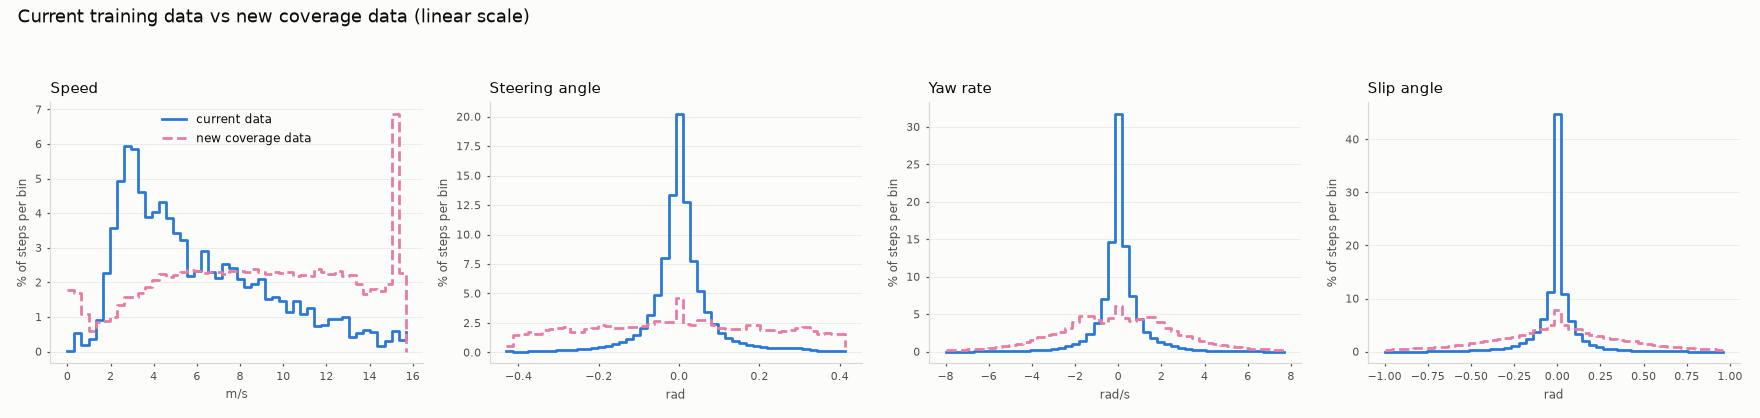 Current training data vs new coverage data (linear scale)
Speed
% of steps per bin
7
6
5
4
3
2
1
0
current data
new coverage data
0 2 4 6 8 10 12 14 16
m/s
Steering angle
% of steps per bin
20.0
17.5
15.0
12.5
10.0
7.5
5.0
2.5
0.0
−0.4 −0.2 0.0 0.2 0.4
rad
Yaw rate
% of steps per bin
30
25
20
15
10
5
0
−8 −6 −4 −2 0 2 4 6 8
rad/s
Slip angle
% of steps per bin
40
30
20
10
0
−1.00 −0.75 −0.50 −0.25 0.00 0.25 0.50 0.75 1.00
rad